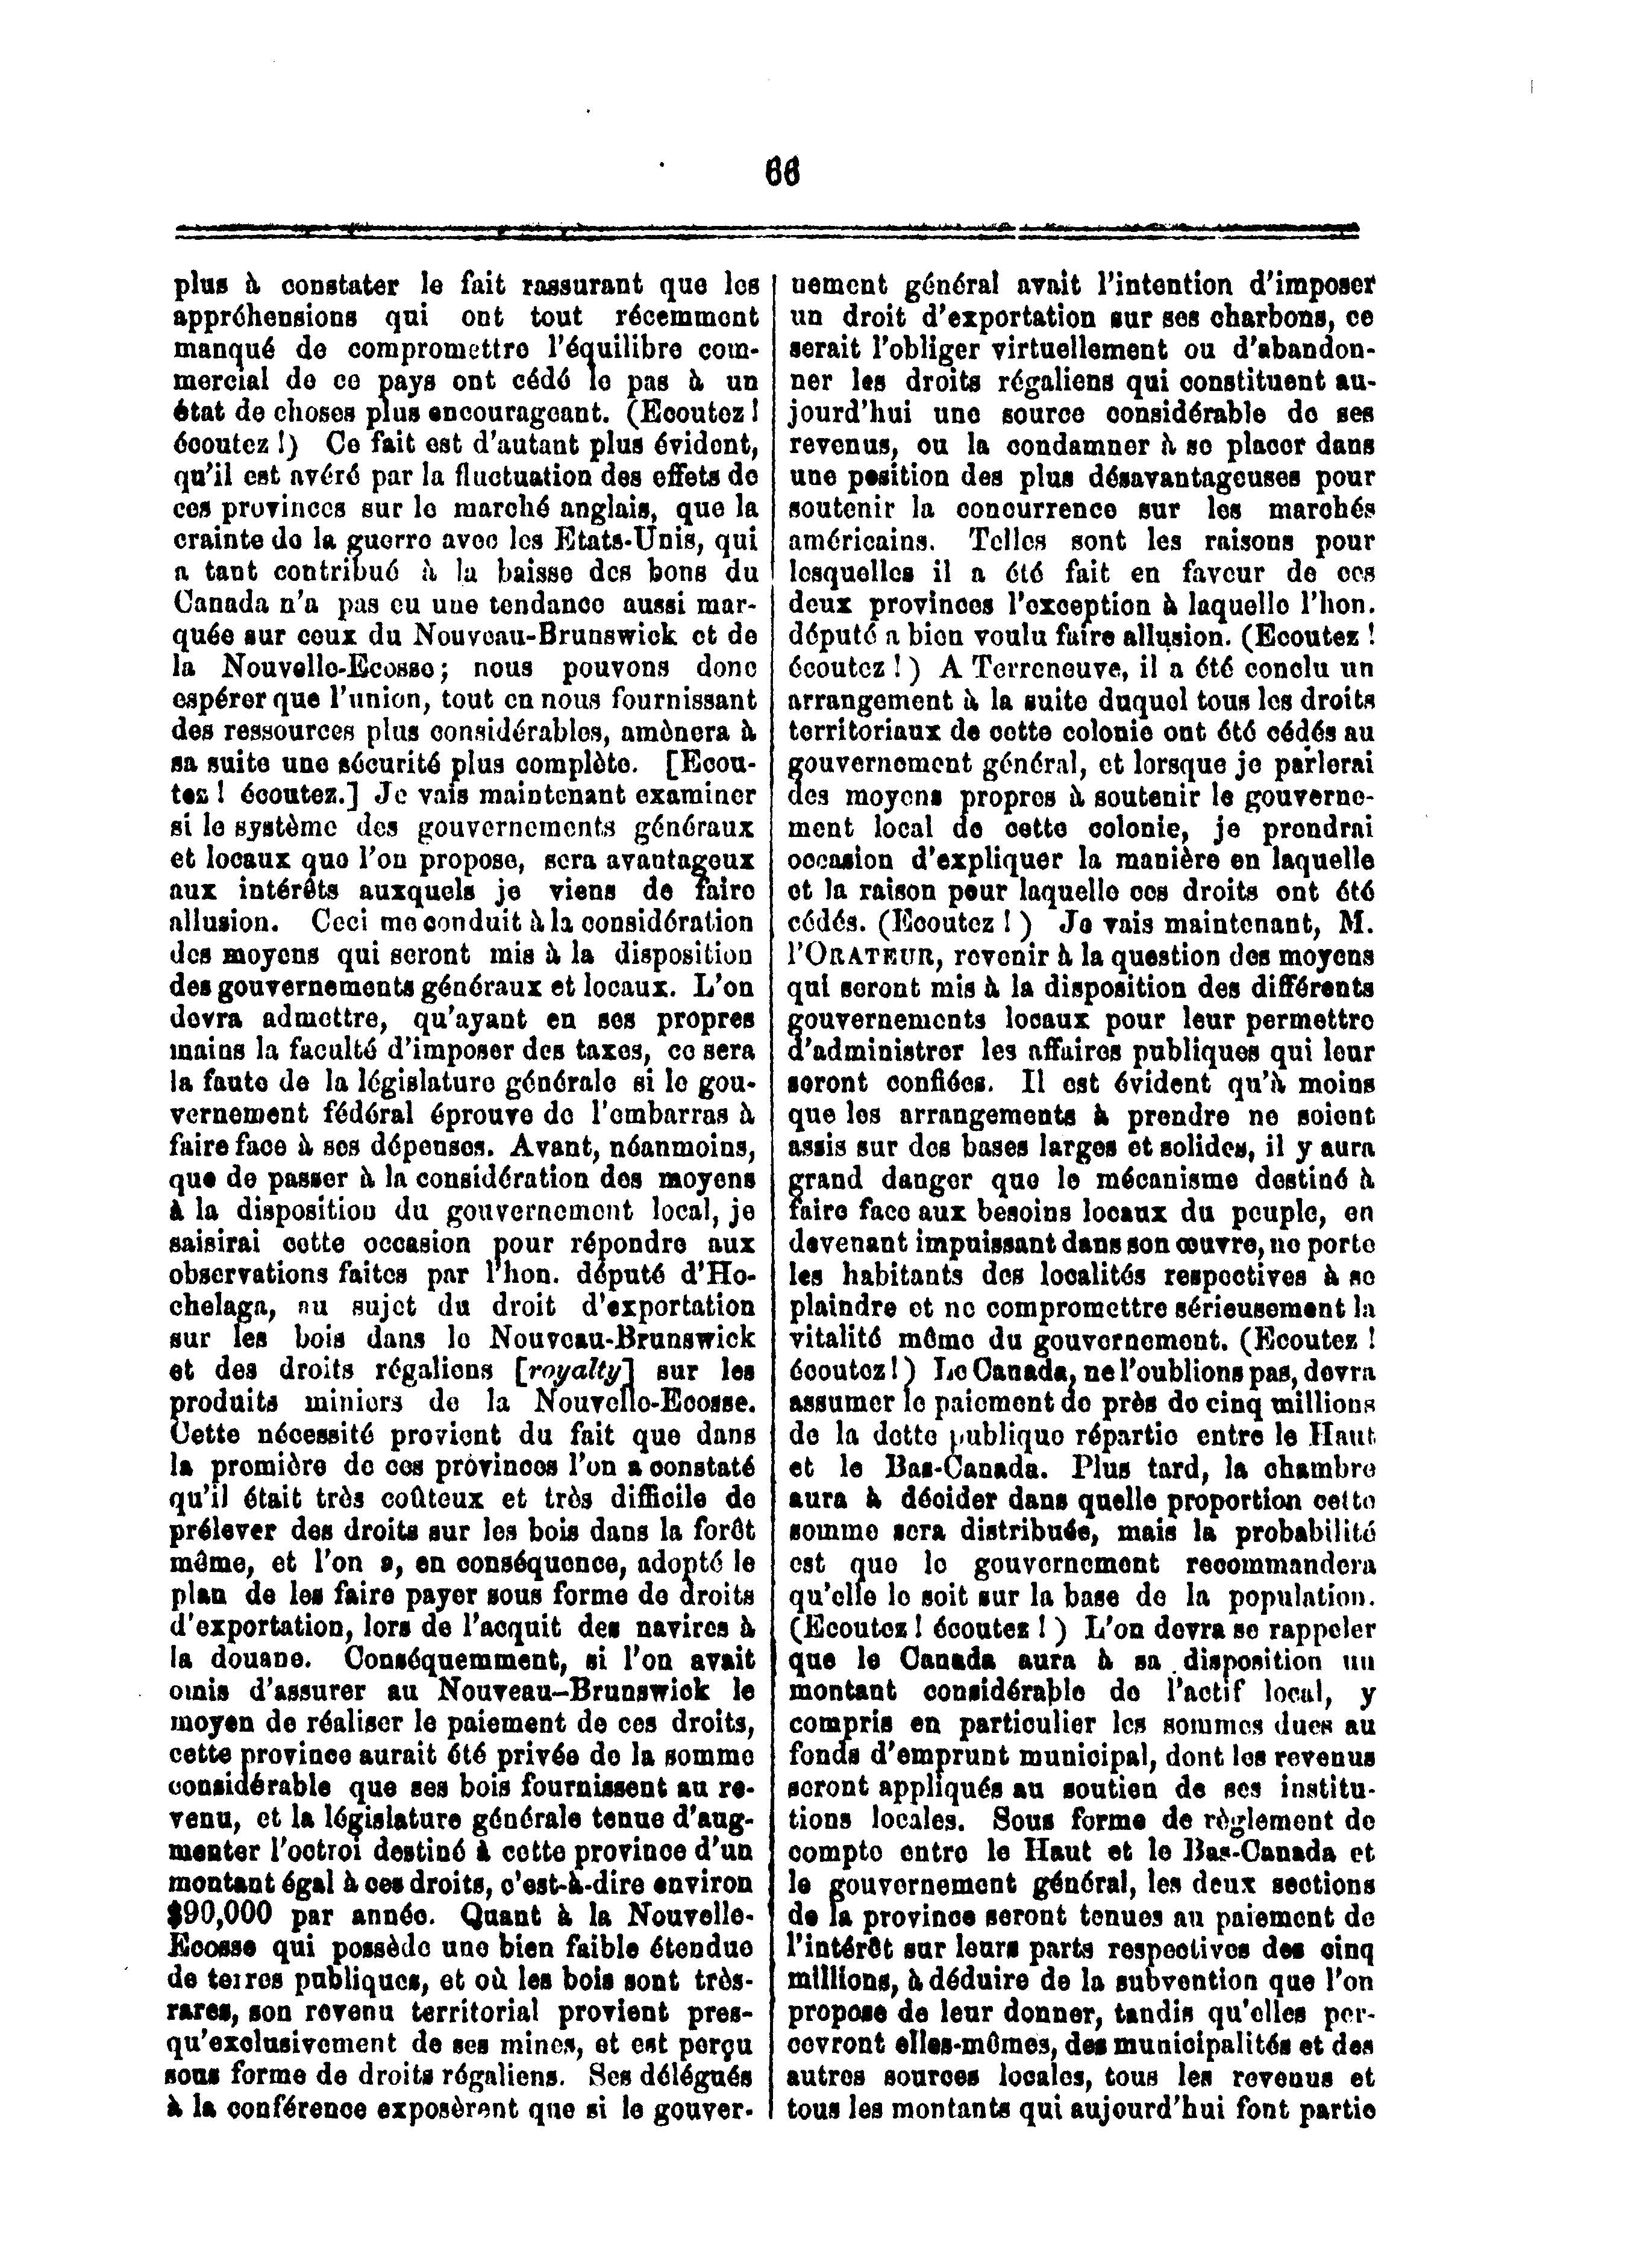 66
plus à constater le fait rassurant que les
appréhensions qui ont tout récemment
manqué de compromettre l'équilibre com-
mercial de ce pays ont cédé le pas à un
état de choses plus encourageant. (Ecoutez !
écoutez !) Ce fait est d'autant plus évident,
qu'il est avéré par la fluctuation des effets de
ces provinces sur le marché anglais, que la
crainte de la guerre avec les Etats-Unis, qui
a tant contribué à la baisse des bons du
Canada n'a pas eu une tendance aussi mar-
quée sur ceux du Nouveau-Brunswick et de
la Nouvelle-Ecosse ; nous pouvons donc
espérer que l'union, tout en nous fournissant
des ressources plus considérables, amènera à
sa suite une sécurité plus complète. [Ecou-
tez ! écoutez.] Je vais maintenant examiner
si le système des gouvernements généraux
et locaux que l'on propose, sera avantageux
aux intérêts auxquels je viens de faire
allusion. Ceci me conduit à la considération
des moyens qui seront mis à la disposition
des gouvernements généraux et locaux. L'on
devra admettre, qu'ayant en ses propres
mains la faculté d'imposer des taxes, ce sera
la faute de la législature générale si le gou-
vernement fédéral éprouve de l'embarras à
faire face à ses dépenses. Avant, néanmoins,
que de passer à la considération des moyens
à la disposition du gouvernement local, je
saisirai cette occasion pour répondre aux
observations faites par l'hon. député d'Ho-
chelaga, au sujet du droit d'exportation
sur les bois dans le Nouveau-Brunswick
et des droits régaliens [royalty] sur les
produits miniers de la Nouvelle-Ecosse.
Cette nécessité provient du fait que dans
la première de ces provinces l'on a constaté
qu'il était très coûteux et très difficile de
prélever des droits sur les bois dans la forêt
même, et l'on a, en conséquence, adopté le
plan de les faire payer sous forme de droits
d'exportation, lors de l'acquit des navires à
la douane. Conséquemment, si l'on avait
omis d'assurer au Nouveau-Brunswick le
moyen de réaliser le paiement de ces droits,
cette province aurait été privée de la somme
considérable que ses bois fournissent au re-
venu, et la législature générale tenue d'aug-
menter l'octroi destiné à cette province d'un
montant égal à ces droits, c'est-à-dire environ
$90,000 par année. Quant à la Nouvelle-
Ecosse qui possède une bien faible étendue
de terres publiques, et où les bois sont très-
rares, son revenu territorial provient pres-
qu'exclusivement de ses mines, et est perçu
sous forme de droits régaliens. Ses délégués
à la conférence exposèrent que si le gouver-
nement général avait l'intention d'imposer
un droit d'exportation sur ses charbons, ce
serait l'obliger virtuellement ou d'abandon-
ner les droits régaliens qui constituent au-
jourd'hui une source considérable de ses
revenus, ou la condamner à se placer dans
une position des plus désavantageuses pour
soutenir la concurrence sur les marchés
américains. Telles sont les raisons pour
lesquelles il a été fait en faveur de ces
deux provinces l'exception à laquelle l'hon.
député a bien voulu faire allusion. (Ecoutez !
écoutez !) A Terreneuve, il a été conclu un
arrangement à la suite duquel tous les droits
territoriaux de cette colonie ont été cédés au
gouvernement général, et lorsque je parlerai
des moyens propres à soutenir le gouverne-
ment local de cette colonie, je prendrai
occasion d'expliquer la manière en laquelle
et la raison pour laquelle ces droits ont été
cédés. (Ecoutez !) Je vais maintenant, M.
l'ORATEUR, revenir à la question des moyens
qui seront mis à la disposition des différents
gouvernements locaux pour leur permettre
d'administrer les affaires publiques qui leur
seront confiées. Il est évident qu'à moins
que les arrangements à prendre ne soient
assis sur des bases larges et solides, il y aura
grand danger que le mécanisme destiné à
faire face aux besoins locaux du peuple, en
devenant impuissant dans son œuvre, ne porte
les habitants des localités respectives à se
plaindre et ne compromettre sérieusement la
vitalité même du gouvernement. (Ecoutez !
écoutez !) Le Canada, ne l'oublions pas, devra
assumer le paiement de près de cinq millions
de la dette publique répartie entre le Haut
et le Bas-Canada. Plus tard, la chambre
aura à décider dans quelle proportion cette
somme sera distribuée, mais la probabilité
est que le gouvernement recommandera
qu'elle le soit sur la base de la population.
(Ecoutez ! écoutez !) L'on devra se rappeler
que le Canada aura à sa disposition un
montant considérable de l'actif local, y
compris en particulier les sommes dues au
fonds d'emprunt municipal, dont les revenus
seront appliqués au soutien de ses institu-
tions locales. Sous forme de règlement de
compte entre le Haut et le Bas-Canada et
le gouvernement général, les deux sections
de la province seront tenues au paiement de
l'intérêt sur leurs parts respectives des cinq
millions, à déduire de la subvention que l'on
propose de leur donner, tandis qu'elles per-
cevront elles-mêmes, des municipalités et des
autres sources locales, tous les revenus et
tous les montants qui aujourd'hui font partie